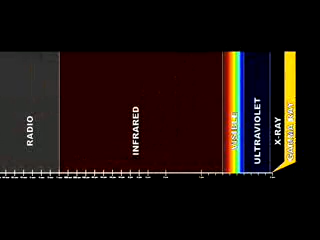 RADIO
INFRARED
VISIBLE
ULTRAVIOLET
X-RAY
GAMMA RAY